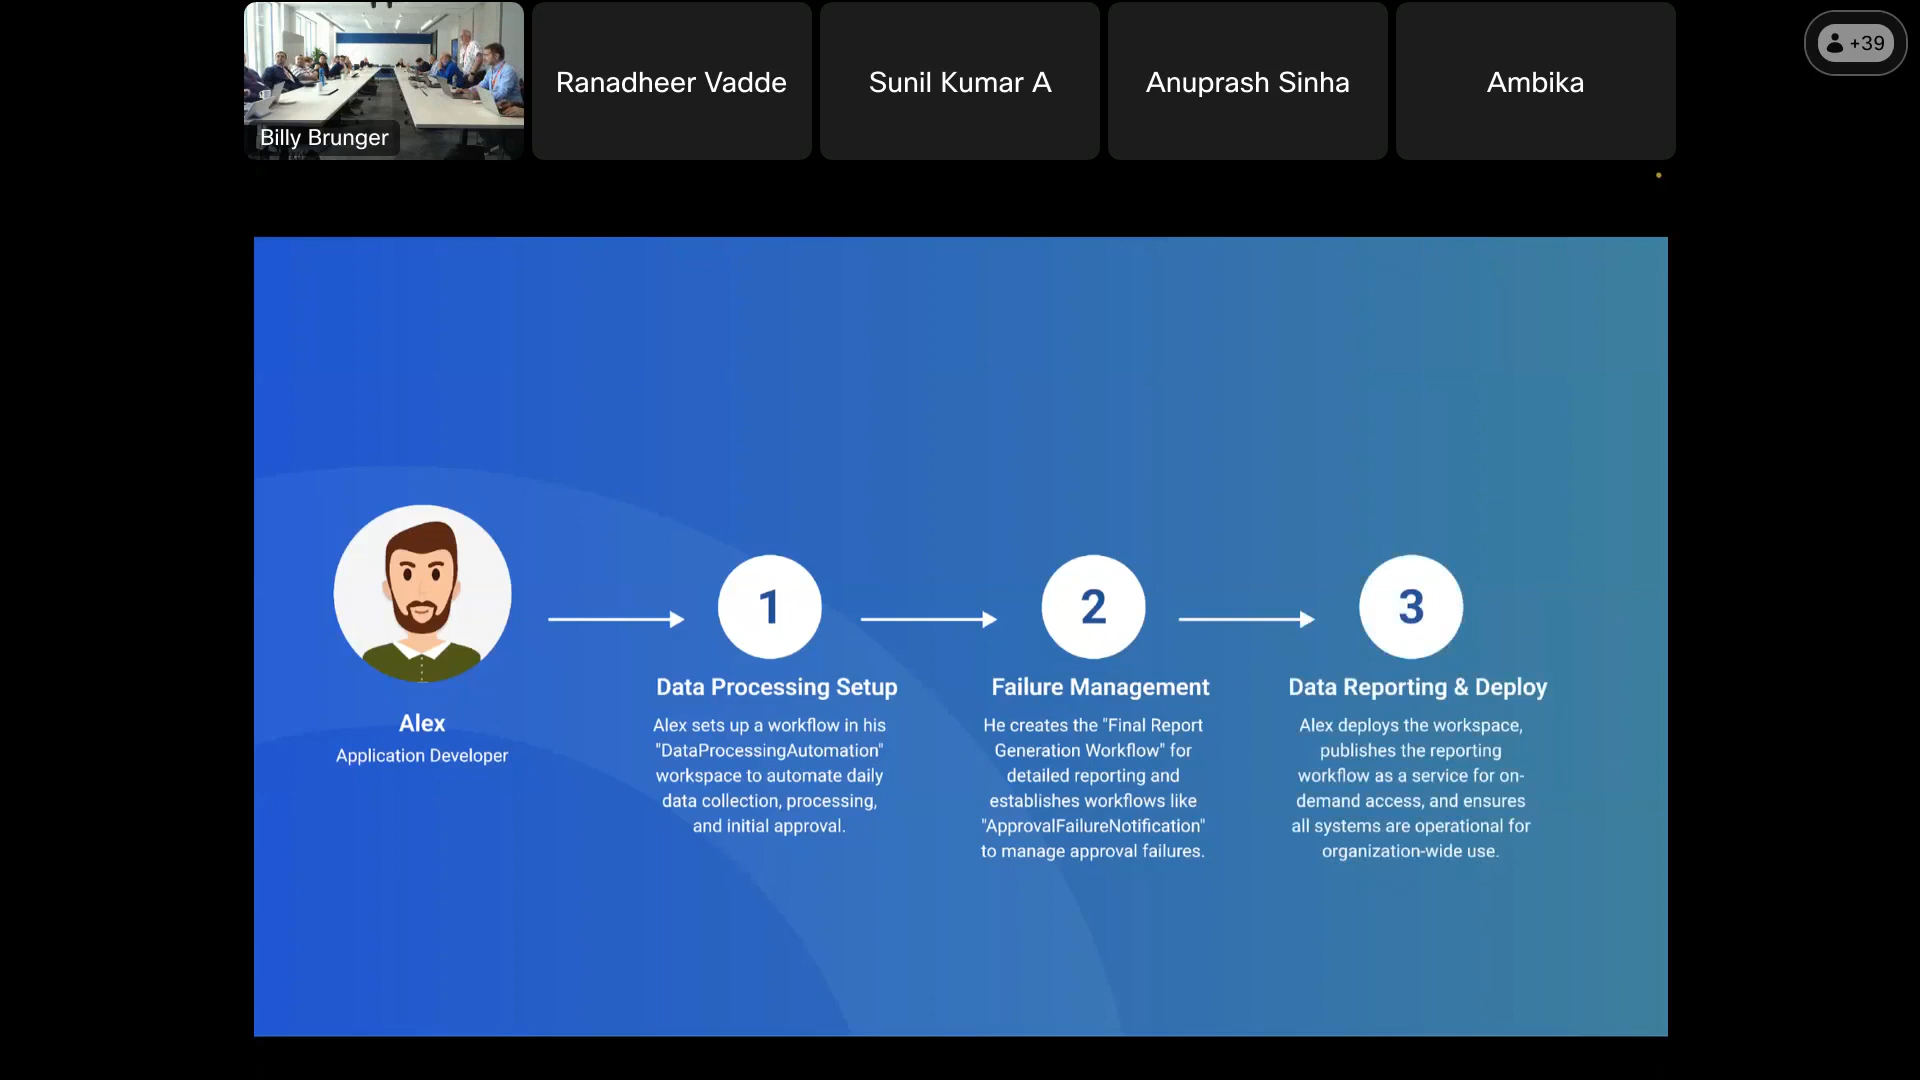 Billy Brunger
Ranadheer Vadde
Sunil Kumar A
Anuprash Sinha
Ambika
+39
Alex
Application Developer
1
Data Processing Setup
Alex sets up a workflow in his
"DataProcessingAutomation"
workspace to automate daily
data collection, processing,
and initial approval.
2
Failure Management
He creates the "Final Report
Generation Workflow" for
detailed reporting and
establishes workflows like
"ApprovalFailureNotification"
to manage approval failures.
3
Data Reporting & Deploy
Alex deploys the workspace,
publishes the reporting
workflow as a service for on-
demand access, and ensures
all systems are operational for
organization-wide use.